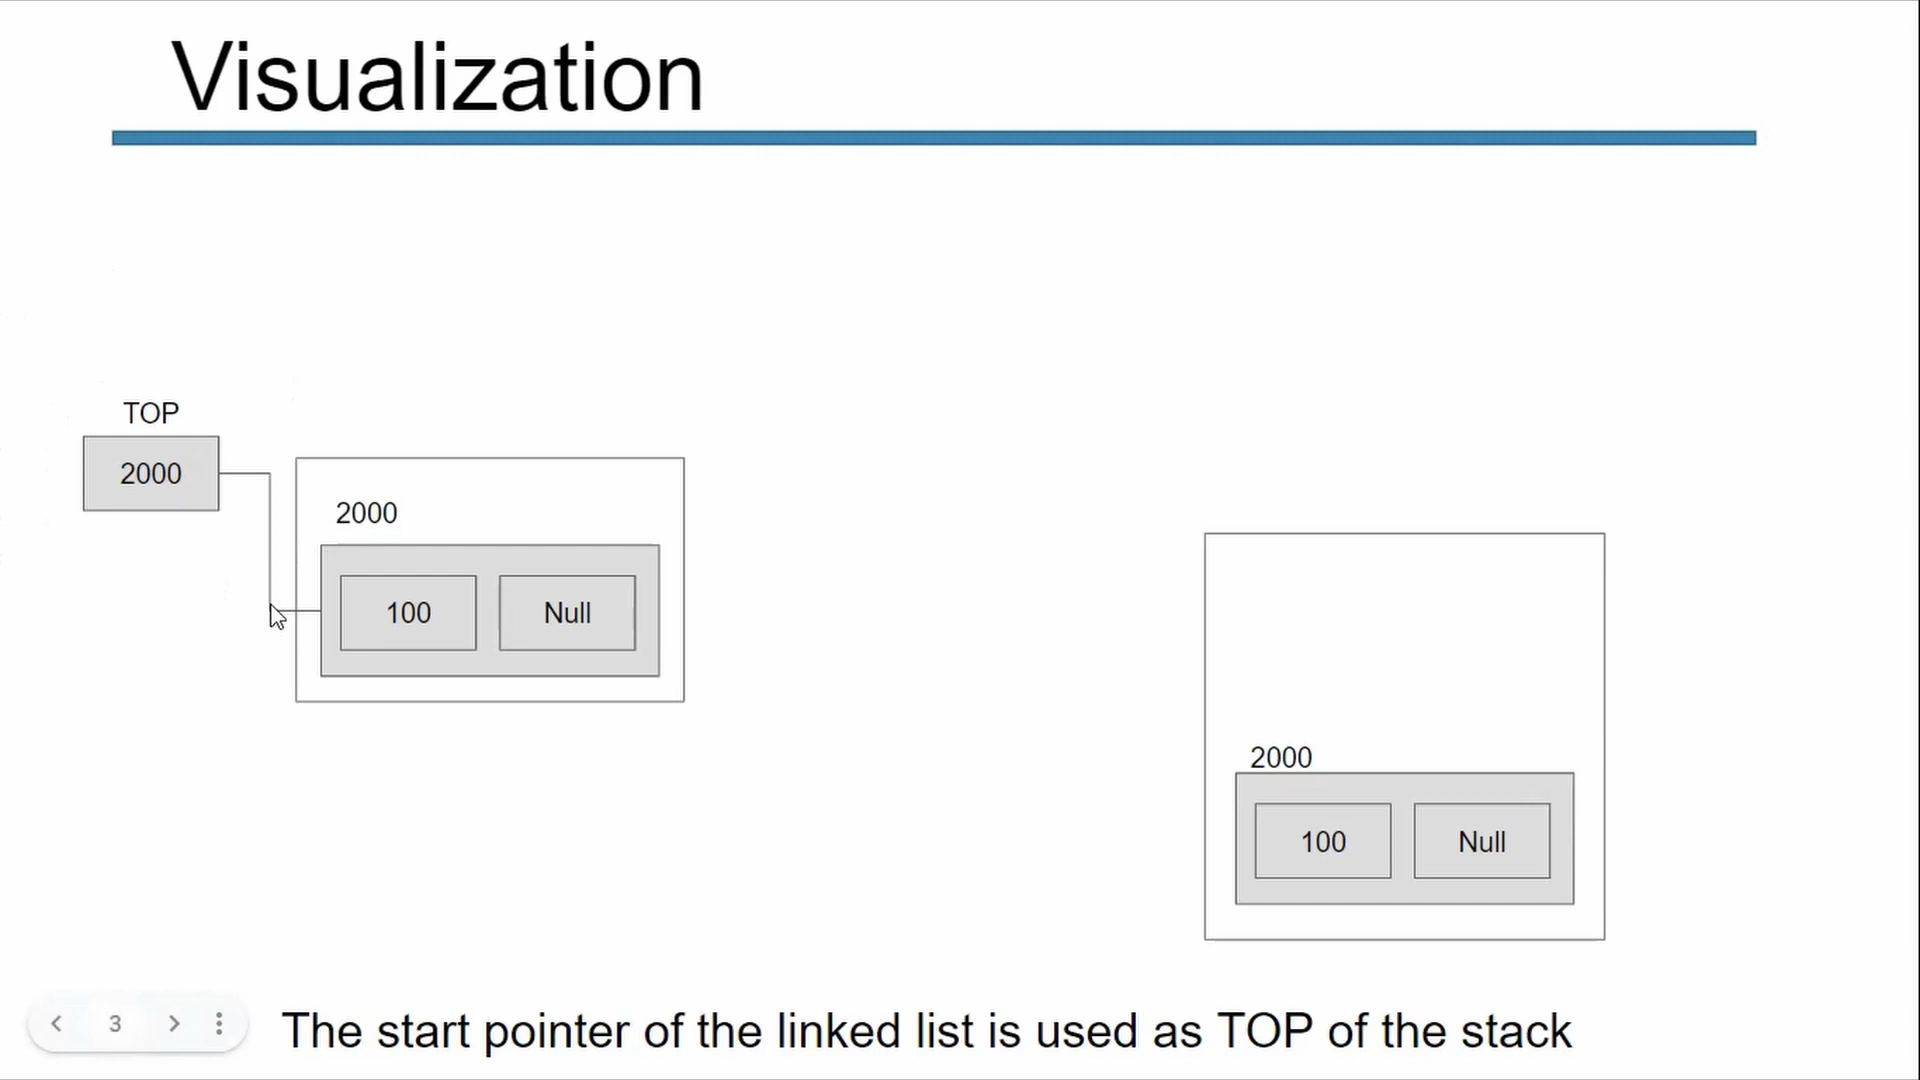 Visualization
TOP
2000
2000
100 Null
2000
100 Null
3
The start pointer of the linked list is used as TOP of the stack